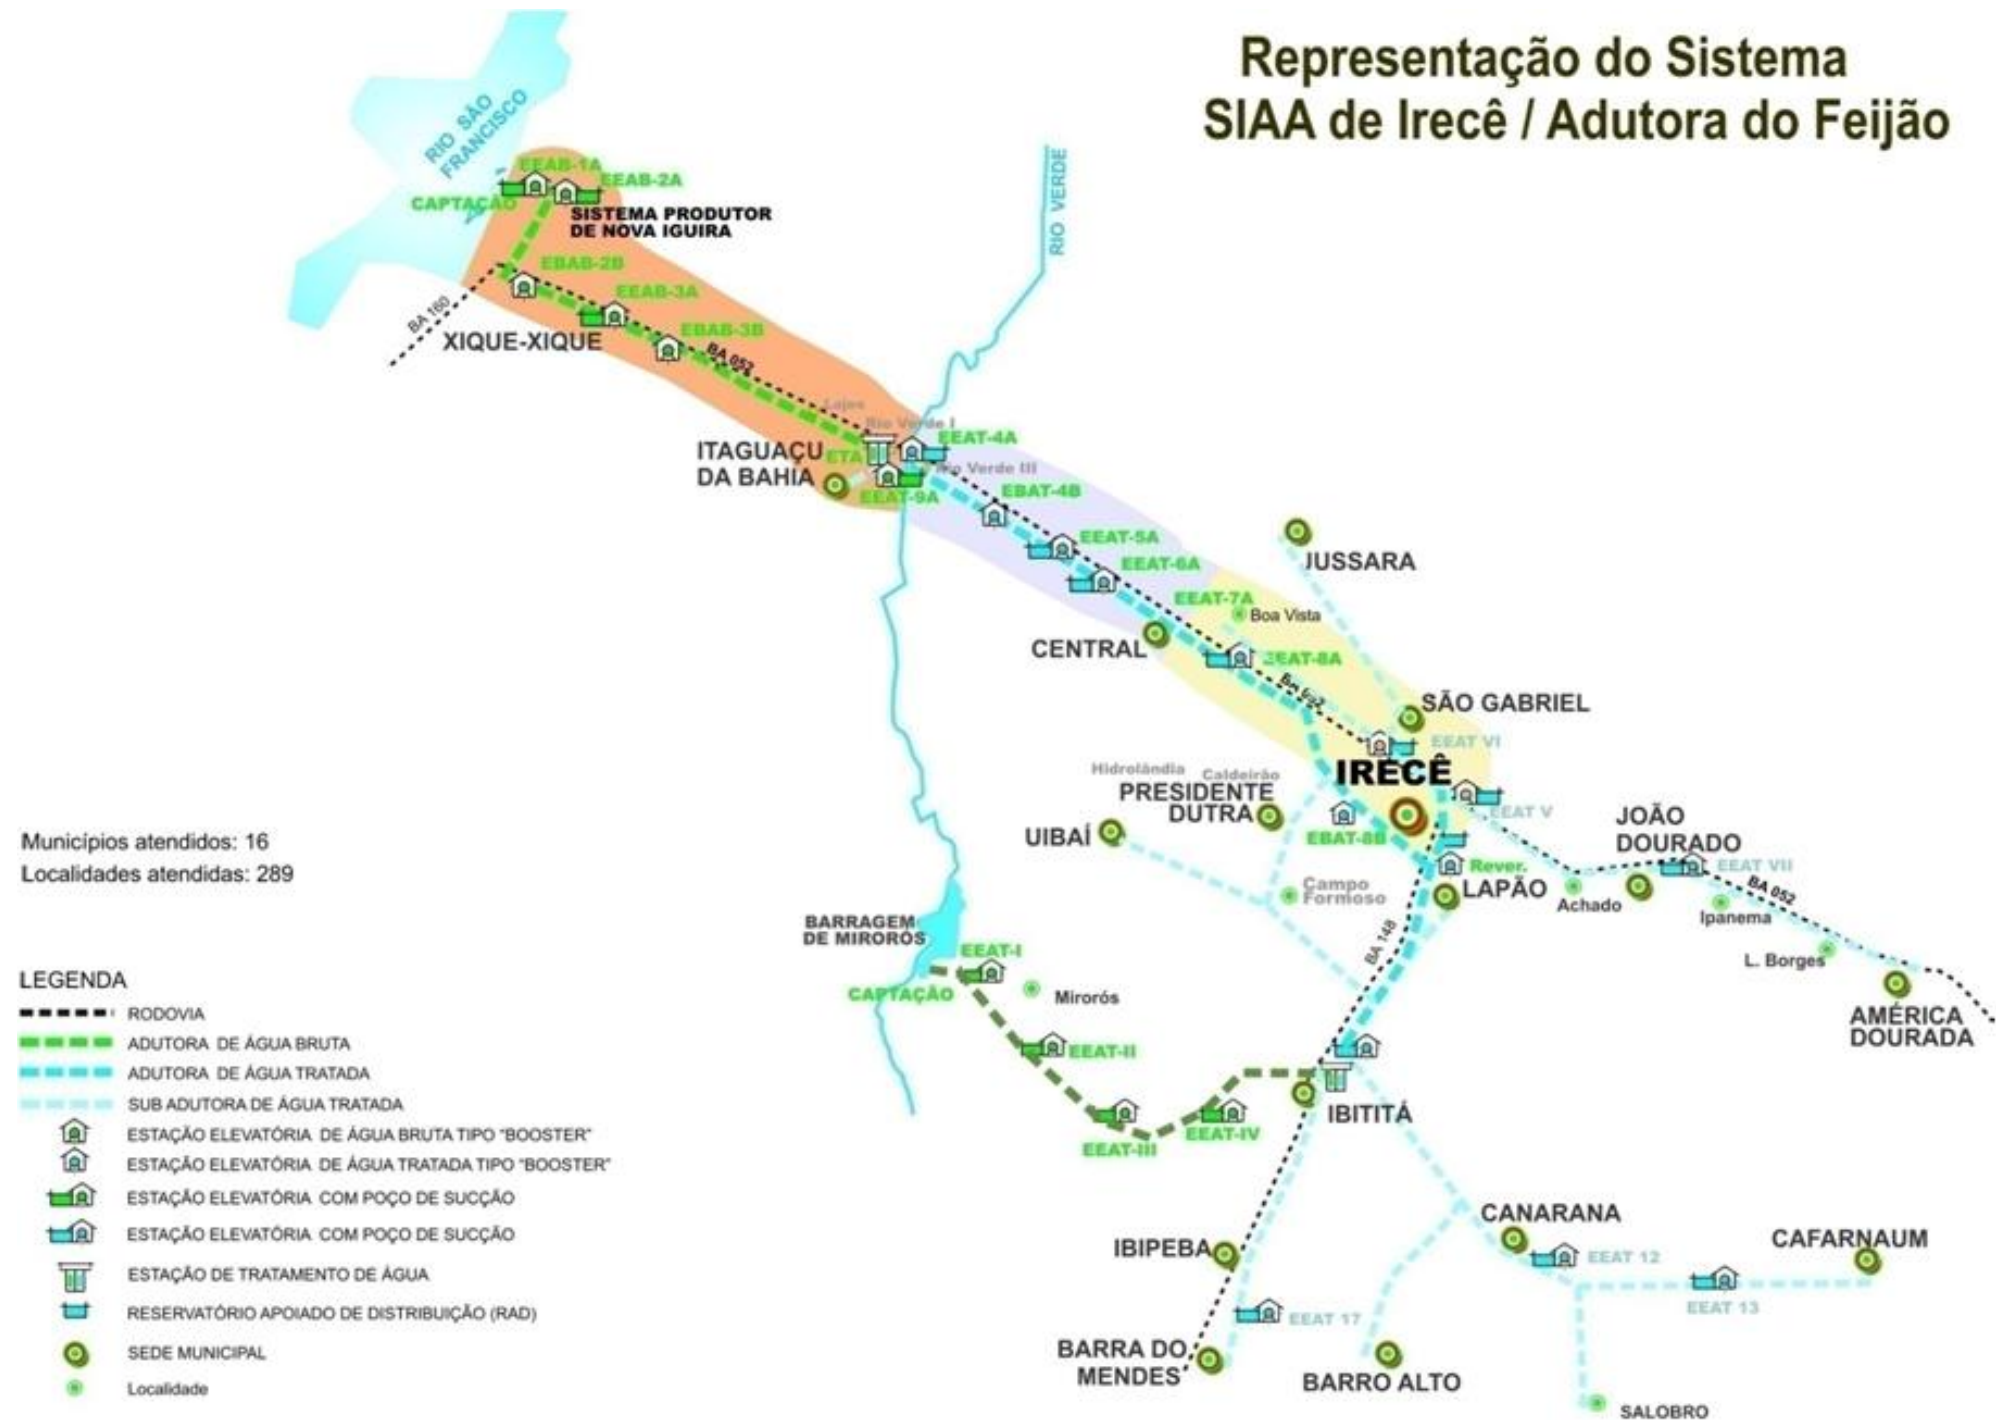 Representação do Sistema
SIAA de Irecê / Adutora do Feijão
RIO SÃO
FRANCISCO
EEAB-1A
EEAB-2A
CAPTAÇÃO
SISTEMA PRODUTOR
DE NOVA IGUIRA
RIO VERDE
EBAB-2B
EEAB-3A
BA 160
XIQUE-XIQUE
EBAB-3B
BA 052
Lajes
Rio Verde I
ITAGUAÇU
DA BAHIA
ETA
EEAT-4A
Rio Verde III
EEAT-9A
EBAT-4B
EEAT-5A
EEAT-6A
JUSSARA
EEAT-7A
Boa Vista
CENTRAL
EEAT-8A
BA 052
SÃO GABRIEL
EEAT VI
IRECÊ
Hidrolândia
Caldeirão
PRESIDENTE
DUTRA
EEAT V
UIBAÍ
EBAT-8B
JOÃO
DOURADO
EEAT VII
Municípios atendidos: 16
Localidades atendidas: 289
Rever.
LAPÃO
Campo
Formoso
Achado
BA 052
Ipanema
BARRAGEM
DE MIRORÓS
BA 148
EEAT-I
L. Borges
CAPTAÇÃO
Mirorós
AMÉRICA
DOURADA
EEAT-II
IBITITÁ
EEAT-III
EEAT-IV
LEGENDA
RODOVIA
ADUTORA DE ÁGUA BRUTA
ADUTORA DE ÁGUA TRATADA
SUB ADUTORA DE ÁGUA TRATADA
ESTAÇÃO ELEVATÓRIA DE ÁGUA BRUTA TIPO "BOOSTER"
ESTAÇÃO ELEVATÓRIA DE ÁGUA TRATADA TIPO "BOOSTER"
ESTAÇÃO ELEVATÓRIA COM POÇO DE SUCÇÃO
ESTAÇÃO ELEVATÓRIA COM POÇO DE SUCÇÃO
ESTAÇÃO DE TRATAMENTO DE ÁGUA
RESERVATÓRIO APOIADO DE DISTRIBUIÇÃO (RAD)
SEDE MUNICIPAL
Localidade
CANARANA
CAFARNAUM
IBIPEBA
EEAT 12
EEAT 13
EEAT 17
BARRA DO
MENDES
BARRO ALTO
SALOBRO